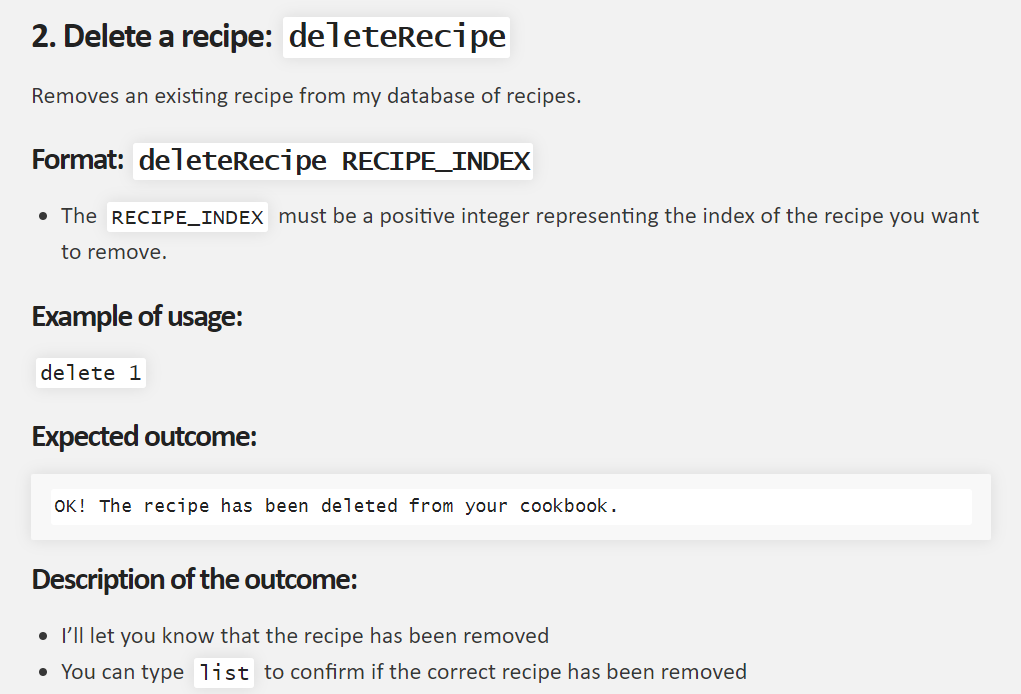 2. Delete a recipe: deleteRecipe
Removes an existing recipe from my database of recipes.
Format: deleteRecipe RECIPE_INDEX
• The RECIPE_INDEX must be a positive integer representing the index of the recipe you want
to remove.
Example of usage:
delete 1
Expected outcome:
OK! The recipe has been deleted from your cookbook.
Description of the outcome:
• I’ll let you know that the recipe has been removed
• You can type list to confirm if the correct recipe has been removed